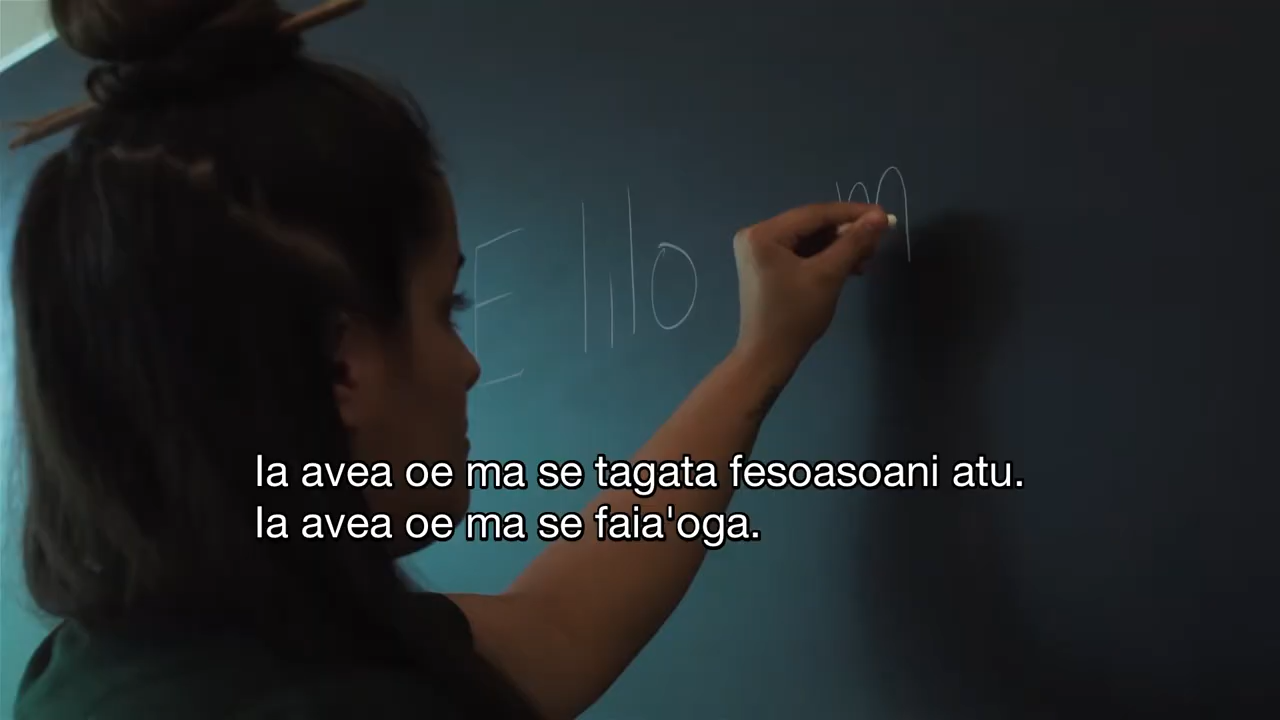 E lilo m
Ia avea oe ma se tagata fesoasoani atu.
Ia avea oe ma se faia'oga.